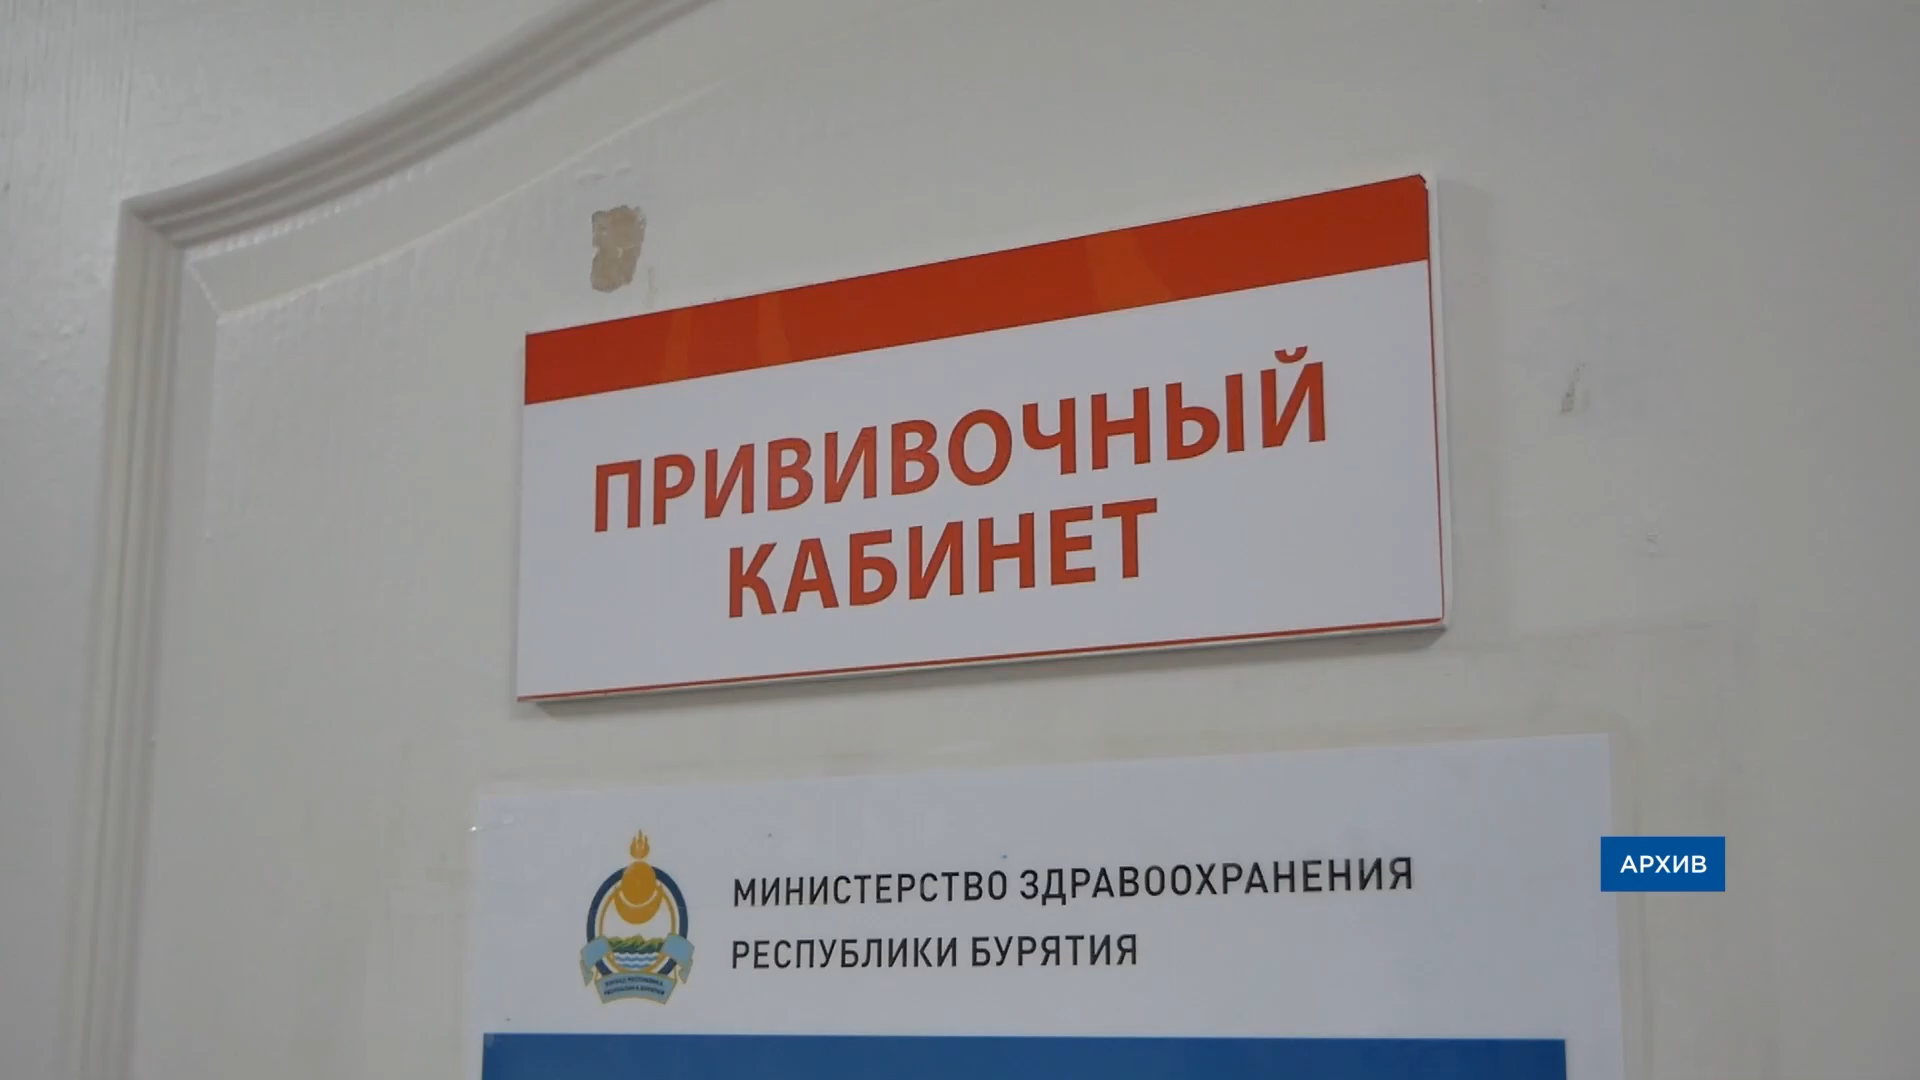 ПРИВИВОЧНЫЙ
КАБИНЕТ
МИНИСТЕРСТВО ЗДРАВООХРАНЕНИЯ
РЕСПУБЛИКИ БУРЯТИЯ
АРХИВ